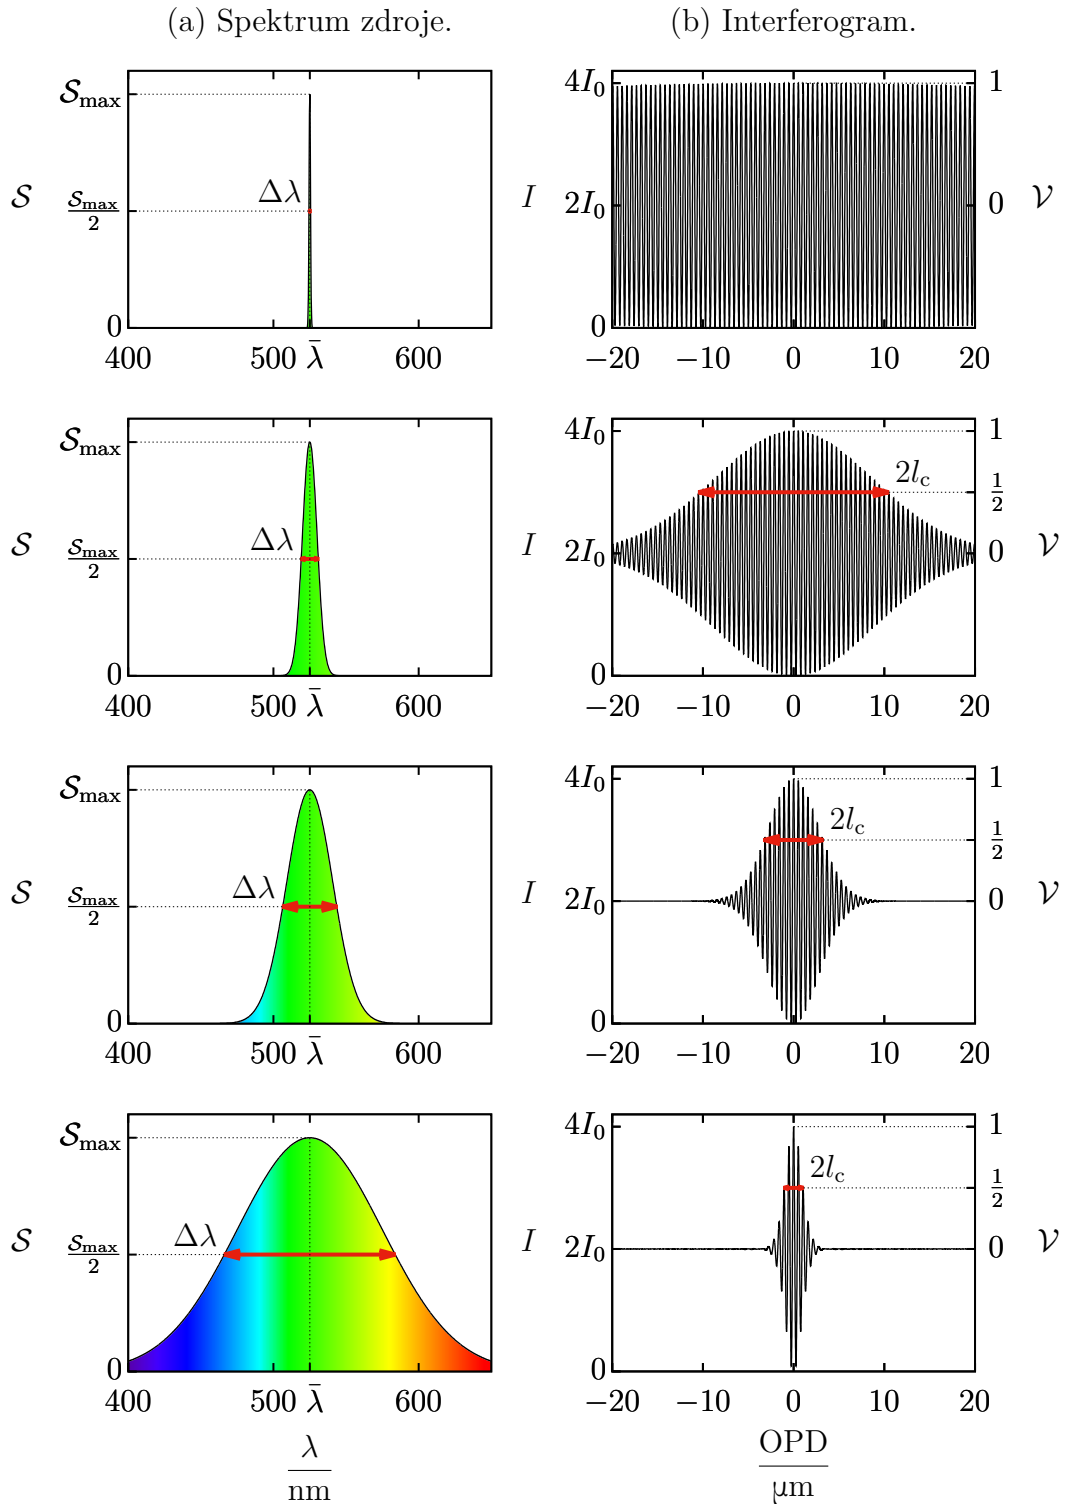 (a) Spektrum zdroje. (b) Interferogram.
𝒮max 4I₀ 1
Δλ
𝒮 𝒮max/2 I 2I₀ 0 𝒱
0 0
400 500 λ̄ 600 −20 −10 0 10 20
𝒮max 4I₀ 1
2lc 1/2
Δλ
𝒮 𝒮max/2 I 2I₀ 0 𝒱
0 0
400 500 λ̄ 600 −20 −10 0 10 20
𝒮max 4I₀ 1
2lc 1/2
Δλ
𝒮 𝒮max/2 I 2I₀ 0 𝒱
0 0
400 500 λ̄ 600 −20 −10 0 10 20
𝒮max 4I₀ 1
2lc 1/2
Δλ
𝒮 𝒮max/2 I 2I₀ 0 𝒱
0 0
400 500 λ̄ 600 −20 −10 0 10 20
λ/nm OPD/µm